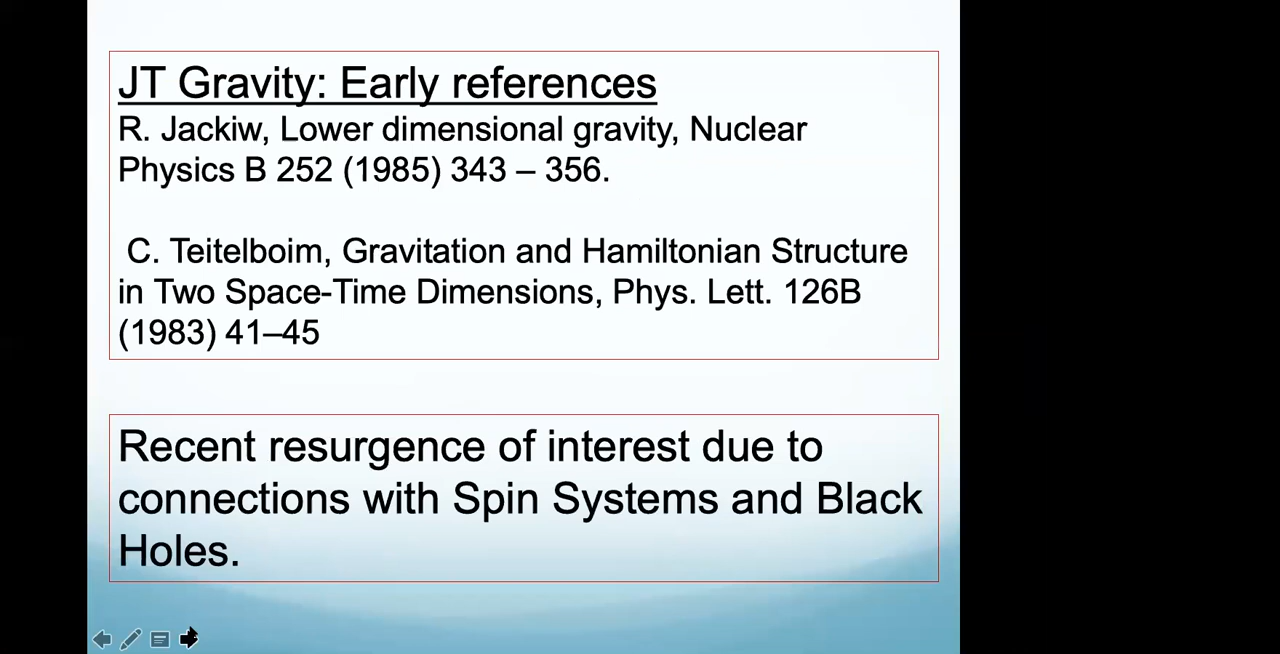 JT Gravity: Early references
R. Jackiw, Lower dimensional gravity, Nuclear
Physics B 252 (1985) 343 – 356.
C. Teitelboim, Gravitation and Hamiltonian Structure
in Two Space-Time Dimensions, Phys. Lett. 126B
(1983) 41–45
Recent resurgence of interest due to
connections with Spin Systems and Black
Holes.